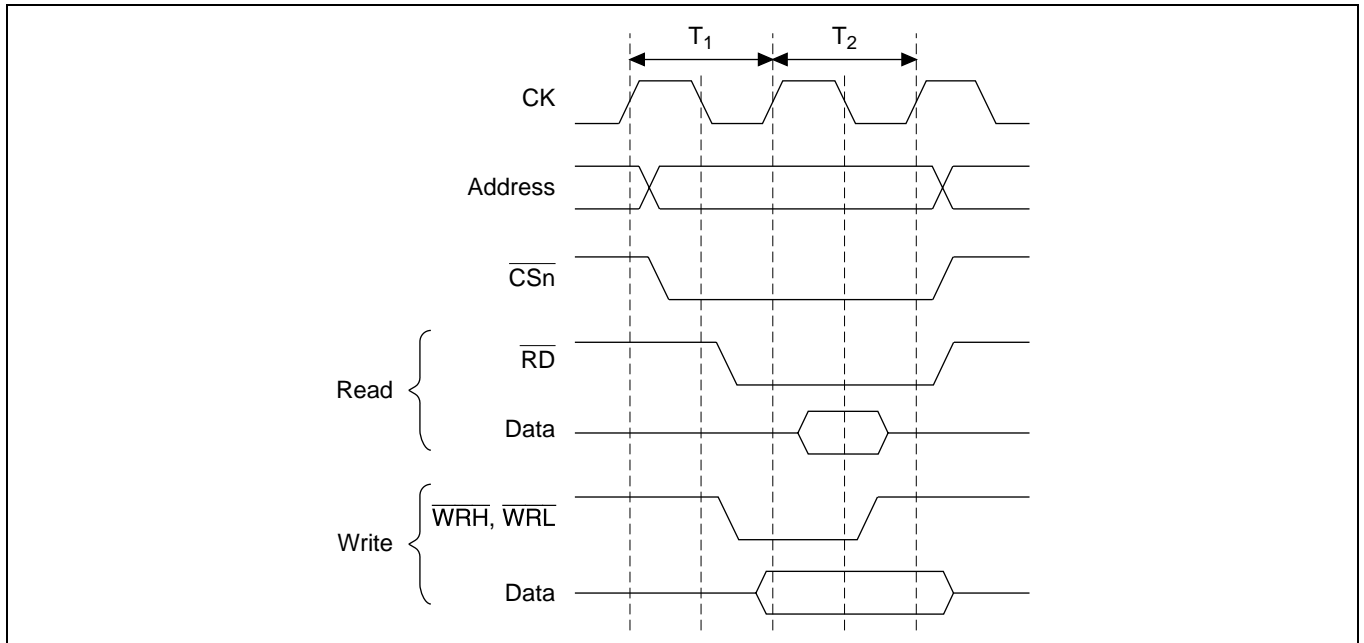 T1 T2
CK
Address
CSn
RD
Read
Data
WRH, WRL
Write
Data